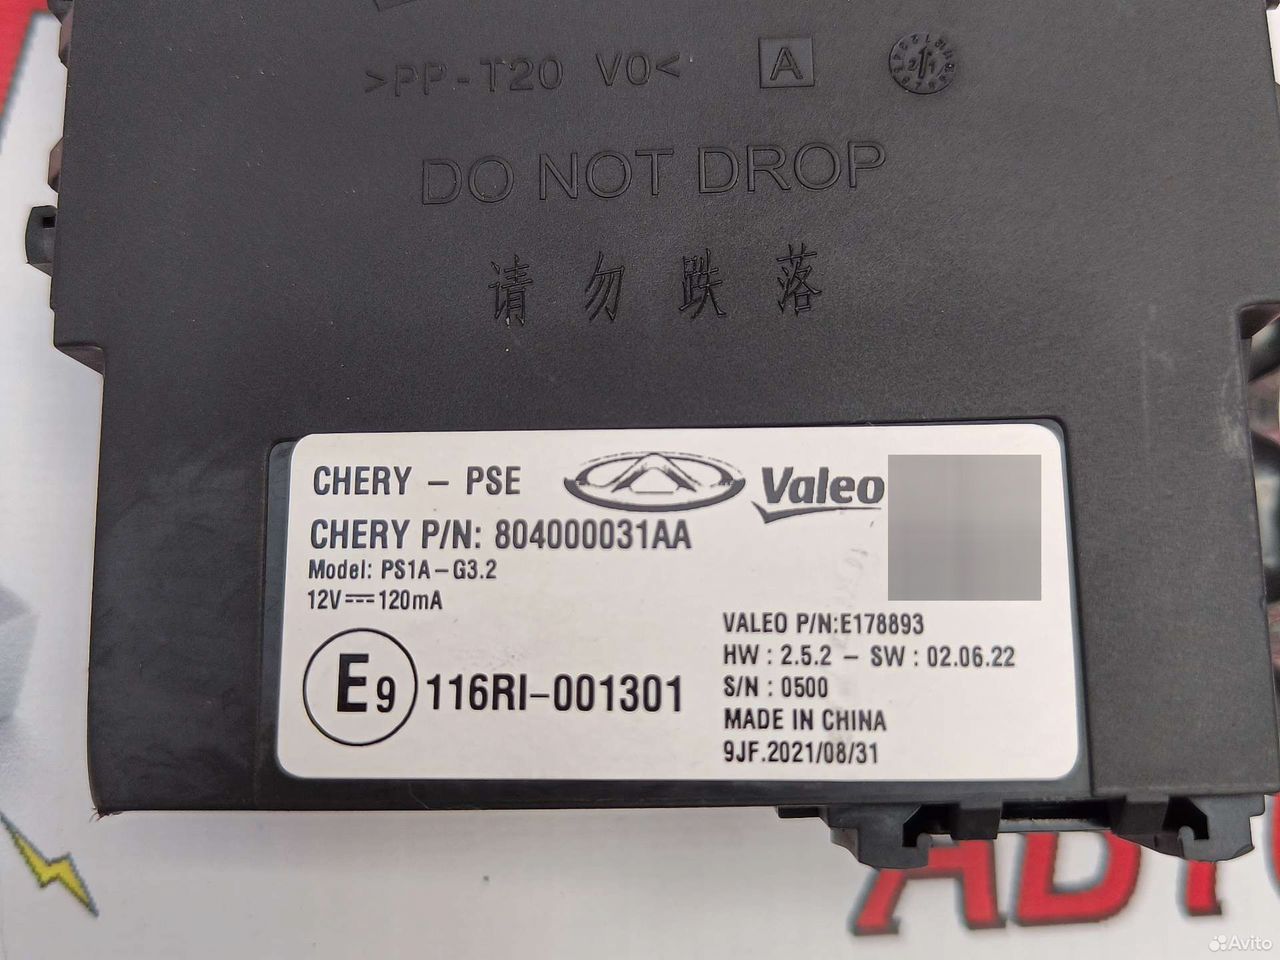 >PP-T20 V0<
A
21
DO NOT DROP
请勿跌落
CHERY - PSE
Valeo
CHERY P/N: 804000031AA
Model: PS1A-G3.2
12V⎓120mA
E9
116RI-001301
VALEO P/N:E178893
HW : 2.5.2 - SW : 02.06.22
S/N : 0500
MADE IN CHINA
9JF.2021/08/31
Avito